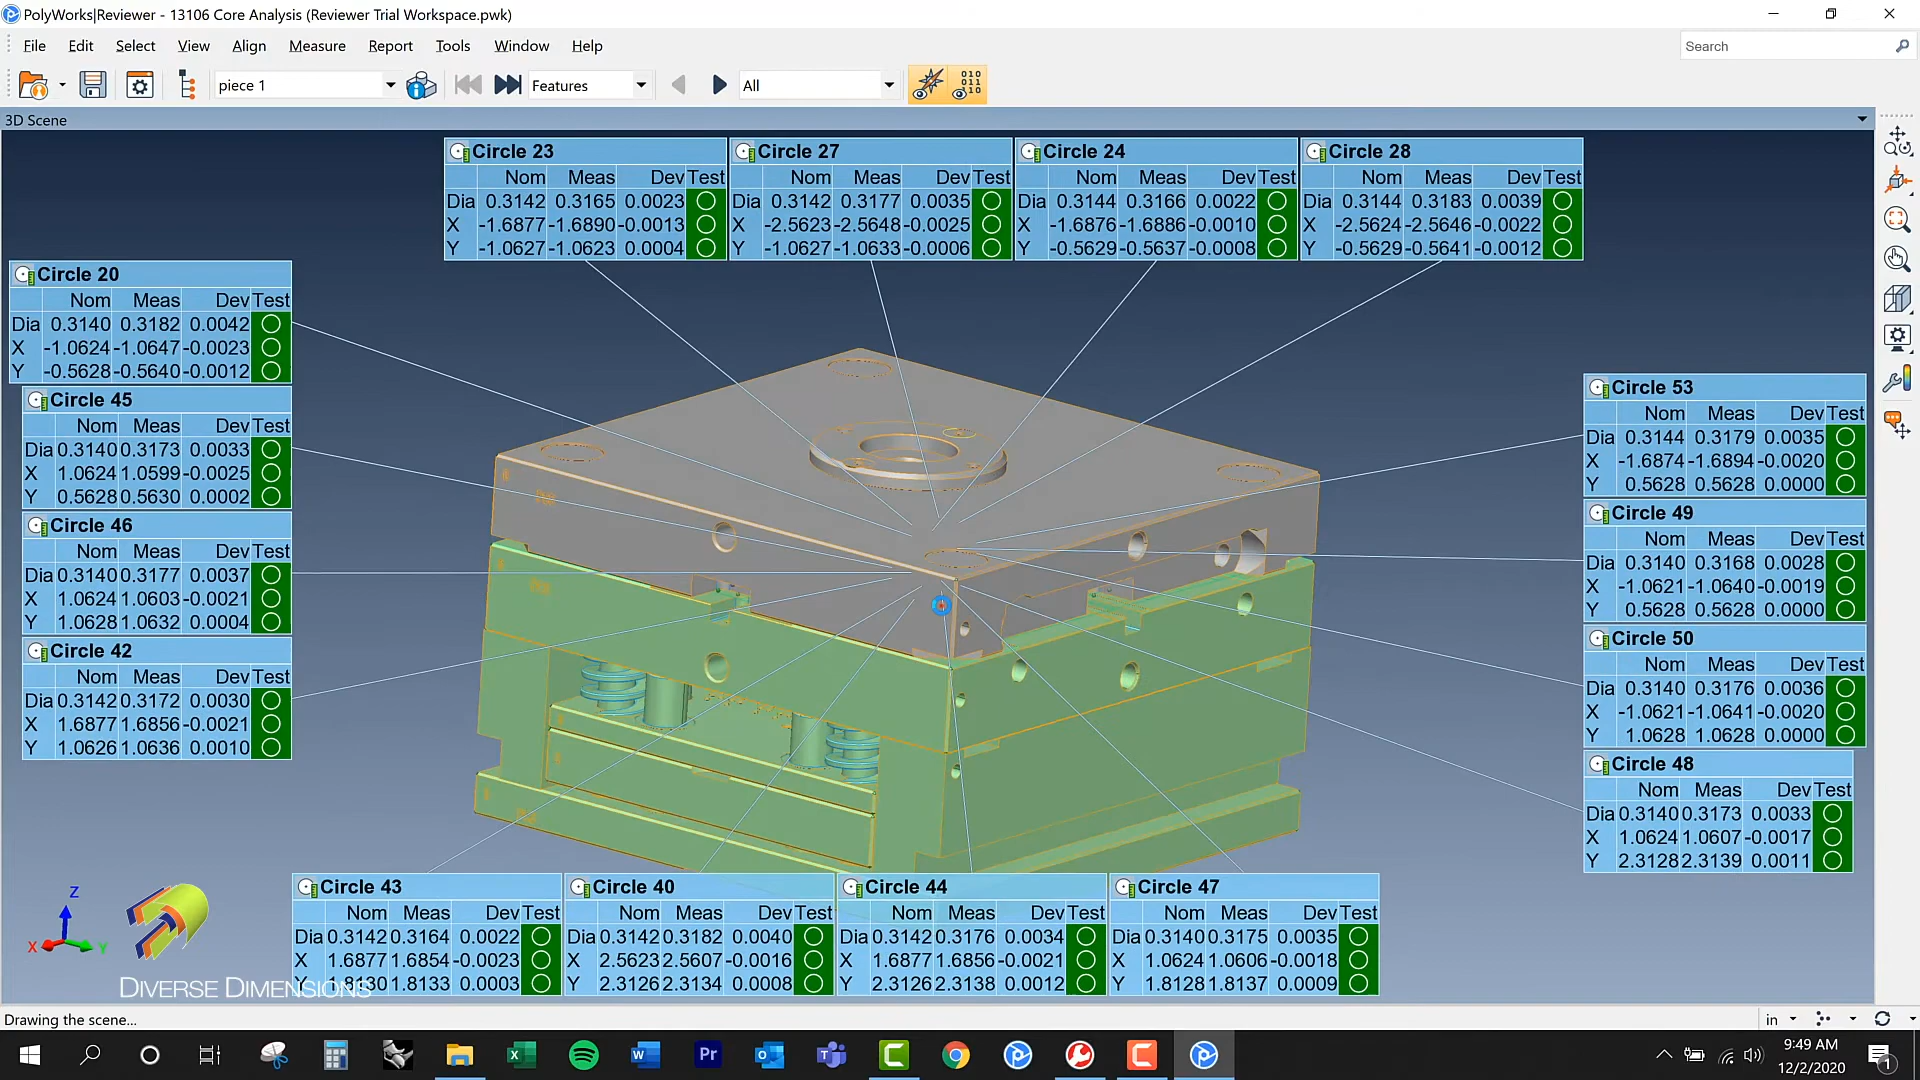 PolyWorks|Reviewer - 13106 Core Analysis (Reviewer Trial Workspace.pwk)
File Edit Select View Align Measure Report Tools Window Help
Search
piece 1 Features All
3D Scene
Circle 23
Nom Meas Dev Test
Dia 0.3142 0.3165 0.0023
X -1.6877 -1.6890 -0.0013
Y -1.0627 -1.0623 0.0004
Circle 27
Nom Meas Dev Test
Dia 0.3142 0.3177 0.0035
X -2.5623 -2.5648 -0.0025
Y -1.0627 -1.0633 -0.0006
Circle 24
Nom Meas Dev Test
Dia 0.3144 0.3166 0.0022
X -1.6876 -1.6886 -0.0010
Y -0.5629 -0.5637 -0.0008
Circle 28
Nom Meas Dev Test
Dia 0.3144 0.3183 0.0039
X -2.5624 -2.5646 -0.0022
Y -0.5629 -0.5641 -0.0012
Circle 20
Nom Meas Dev Test
Dia 0.3140 0.3182 0.0042
X -1.0624 -1.0647 -0.0023
Y -0.5628 -0.5640 -0.0012
Circle 45
Nom Meas Dev Test
Dia 0.3140 0.3173 0.0033
X 1.0624 1.0599 -0.0025
Y 0.5628 0.5630 0.0002
Circle 46
Nom Meas Dev Test
Dia 0.3140 0.3177 0.0037
X 1.0624 1.0603 -0.0021
Y 1.0628 1.0632 0.0004
Circle 42
Nom Meas Dev Test
Dia 0.3142 0.3172 0.0030
X 1.6877 1.6856 -0.0021
Y 1.0626 1.0636 0.0010
Circle 53
Nom Meas Dev Test
Dia 0.3144 0.3179 0.0035
X -1.6874 -1.6894 -0.0020
Y 0.5628 0.5628 0.0000
Circle 49
Nom Meas Dev Test
Dia 0.3140 0.3168 0.0028
X -1.0621 -1.0640 -0.0019
Y 0.5628 0.5628 0.0000
Circle 50
Nom Meas Dev Test
Dia 0.3140 0.3176 0.0036
X -1.0621 -1.0641 -0.0020
Y 1.0628 1.0628 0.0000
Circle 48
Nom Meas Dev Test
Dia 0.3140 0.3173 0.0033
X 1.0624 1.0607 -0.0017
Y 2.3128 2.3139 0.0011
Circle 43
Nom Meas Dev Test
Dia 0.3142 0.3164 0.0022
X 1.6877 1.6854 -0.0023
Y 1.8130 1.8133 0.0003
Circle 40
Nom Meas Dev Test
Dia 0.3142 0.3182 0.0040
X 2.5623 2.5607 -0.0016
Y 2.3126 2.3134 0.0008
Circle 44
Nom Meas Dev Test
Dia 0.3142 0.3176 0.0034
X 1.6877 1.6856 -0.0021
Y 2.3126 2.3138 0.0012
Circle 47
Nom Meas Dev Test
Dia 0.3140 0.3175 0.0035
X 1.0624 1.0606 -0.0018
Y 1.8128 1.8137 0.0009
Z
X Y
DIVERSE DIMENSIONS
Drawing the scene...
in
9:49 AM
12/2/2020
1